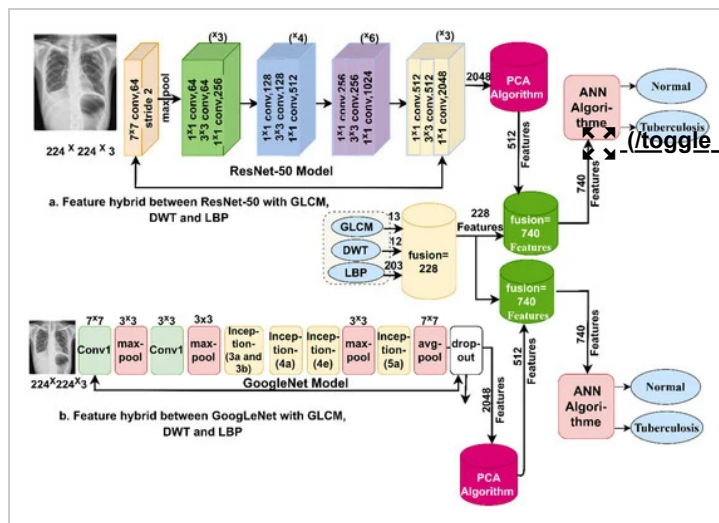 (ˣ3)
(ˣ4)
(ˣ6)
(ˣ3)
7ˣ7 conv,64
stride 2
max pool
1ˣ1 conv,64
3ˣ3 conv,64
1ˣ1 conv,256
1ˣ1 conv,128
3ˣ3 conv,128
1ˣ1 conv,512
1ˣ1 conv,256
3ˣ3 conv,256
1ˣ1 conv,1024
1ˣ1 conv,512
3ˣ3 conv,512
1ˣ1 conv,2048
2048
PCA
Algorithm
ANN
Algor-
ithme
Normal
Tuberculosis
(/toggle
224 ˣ 224 ˣ 3
ResNet-50 Model
512
Features
740
Features
a. Feature hybrid between ResNet-50 with GLCM,
DWT and LBP
GLCM
DWT
LBP
13
12
203
fusion=
228
228
Features
fusion=
740
Features
fusion=
740
Features
7ˣ7
3ˣ3
3ˣ3
3x3
3ˣ3
7ˣ7
Conv1
max-
pool
Conv1
max-
pool
Incep-
tion
(3a and
3b)
Incep-
tion-
(4a)
Incep-
tion-
(4e)
max-
pool
Incep-
tion-
(5a)
avg-
pool
drop-
out
224ˣ224ˣ3
GoogleNet Model
2048
Features
512
Features
740
Features
ANN
Algor-
ithme
Normal
Tuberculosis
b. Feature hybrid between GoogLeNet with GLCM,
DWT and LBP
PCA
Algorithm